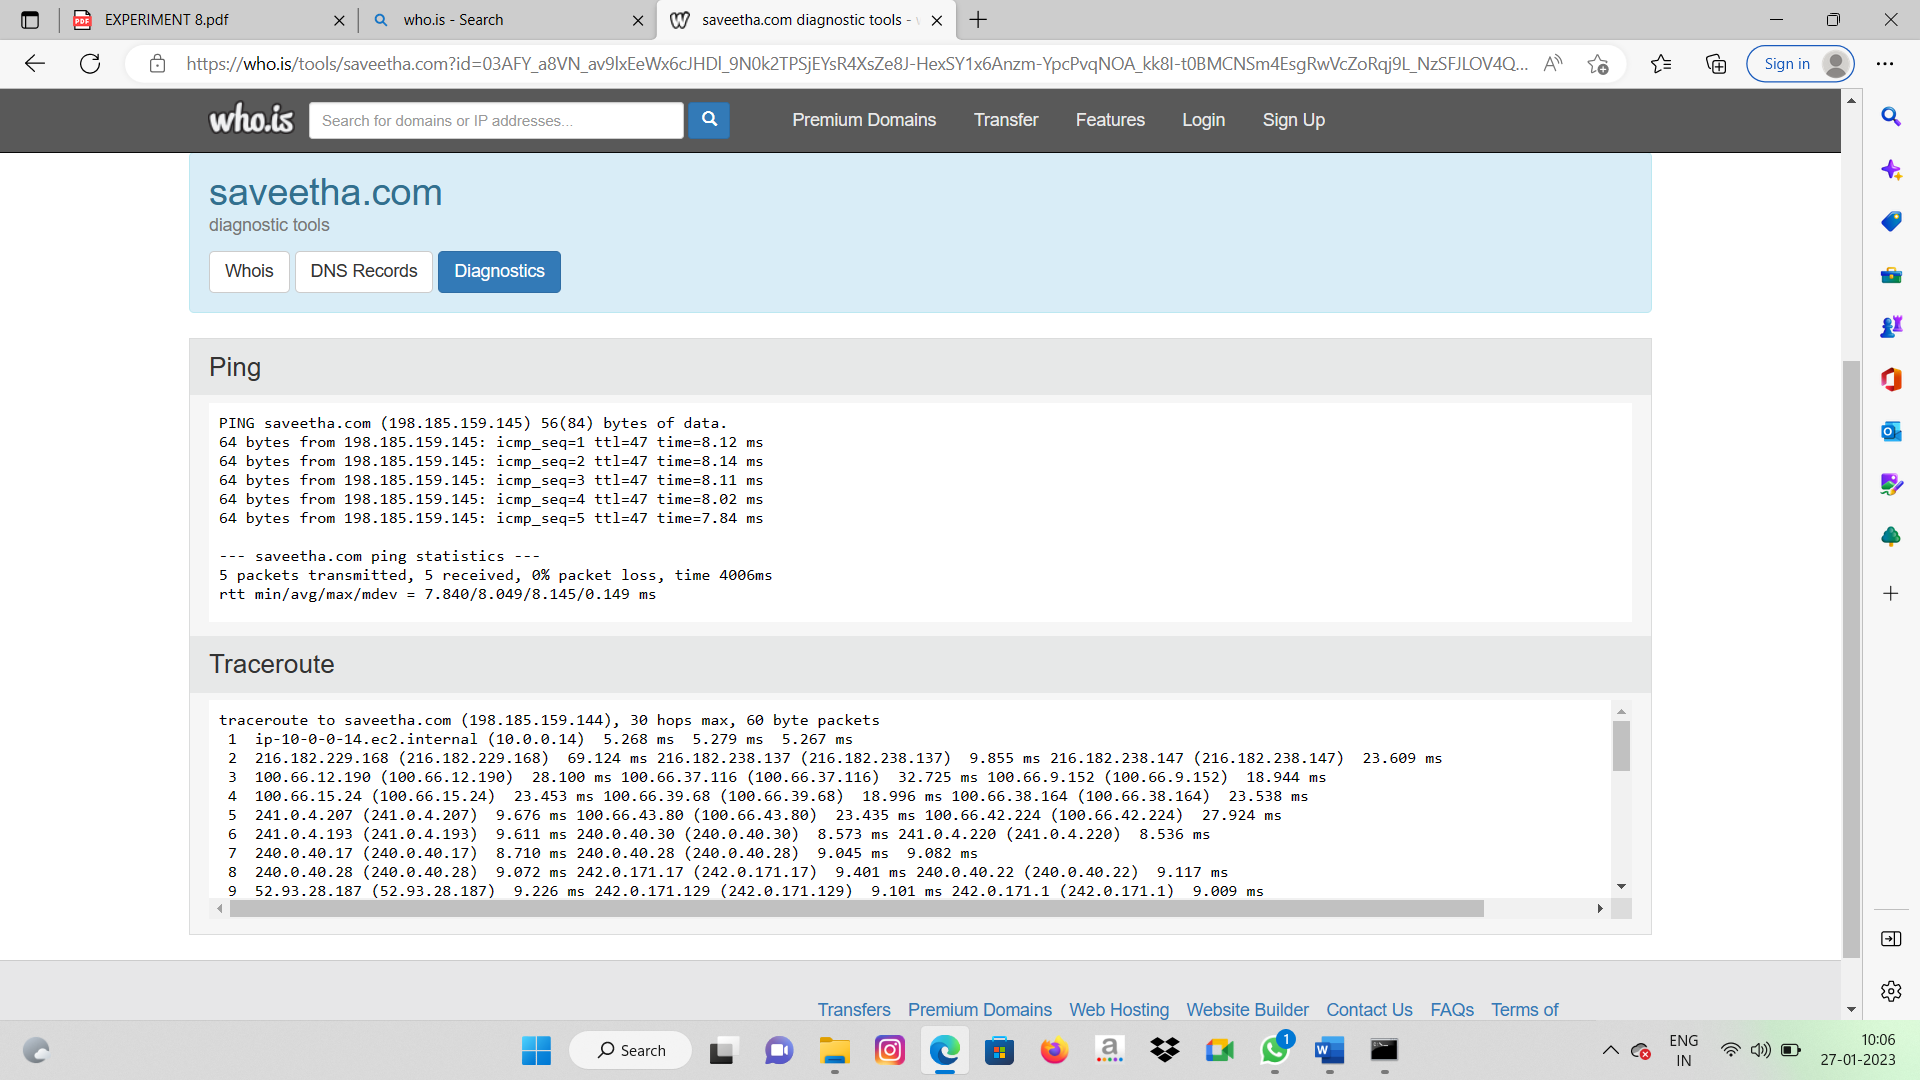 EXPERIMENT 8.pdf
who.is - Search
saveetha.com diagnostic tools -
https://who.is/tools/saveetha.com?id=03AFY_a8VN_av9lxEeWx6cJHDl_9N0k2TPSjEYsR4XsZe8J-HexSY1x6Anzm-YpcPvqNOA_kk8I-t0BMCNSm4EsgRwVcZoRqj9L_NzSFJLOV4Q...
Sign in
who.is
Search for domains or IP addresses...
Premium Domains
Transfer
Features
Login
Sign Up
saveetha.com
diagnostic tools
Whois
DNS Records
Diagnostics
Ping
PING saveetha.com (198.185.159.145) 56(84) bytes of data.
64 bytes from 198.185.159.145: icmp_seq=1 ttl=47 time=8.12 ms
64 bytes from 198.185.159.145: icmp_seq=2 ttl=47 time=8.14 ms
64 bytes from 198.185.159.145: icmp_seq=3 ttl=47 time=8.11 ms
64 bytes from 198.185.159.145: icmp_seq=4 ttl=47 time=8.02 ms
64 bytes from 198.185.159.145: icmp_seq=5 ttl=47 time=7.84 ms
--- saveetha.com ping statistics ---
5 packets transmitted, 5 received, 0% packet loss, time 4006ms
rtt min/avg/max/mdev = 7.840/8.049/8.145/0.149 ms
Traceroute
traceroute to saveetha.com (198.185.159.144), 30 hops max, 60 byte packets
1 ip-10-0-0-14.ec2.internal (10.0.0.14) 5.268 ms 5.279 ms 5.267 ms
2 216.182.229.168 (216.182.229.168) 69.124 ms 216.182.238.137 (216.182.238.137) 9.855 ms 216.182.238.147 (216.182.238.147) 23.609 ms
3 100.66.12.190 (100.66.12.190) 28.100 ms 100.66.37.116 (100.66.37.116) 32.725 ms 100.66.9.152 (100.66.9.152) 18.944 ms
4 100.66.15.24 (100.66.15.24) 23.453 ms 100.66.39.68 (100.66.39.68) 18.996 ms 100.66.38.164 (100.66.38.164) 23.538 ms
5 241.0.4.207 (241.0.4.207) 9.676 ms 100.66.43.80 (100.66.43.80) 23.435 ms 100.66.42.224 (100.66.42.224) 27.924 ms
6 241.0.4.193 (241.0.4.193) 9.611 ms 240.0.40.30 (240.0.40.30) 8.573 ms 241.0.4.220 (241.0.4.220) 8.536 ms
7 240.0.40.17 (240.0.40.17) 8.710 ms 240.0.40.28 (240.0.40.28) 9.045 ms 9.082 ms
8 240.0.40.28 (240.0.40.28) 9.072 ms 242.0.171.17 (242.0.171.17) 9.401 ms 240.0.40.22 (240.0.40.22) 9.117 ms
9 52.93.28.187 (52.93.28.187) 9.226 ms 242.0.171.129 (242.0.171.129) 9.101 ms 242.0.171.1 (242.0.171.1) 9.009 ms
Transfers Premium Domains Web Hosting Website Builder Contact Us FAQs Terms of
Search
1
ENG
IN
10:06
27-01-2023